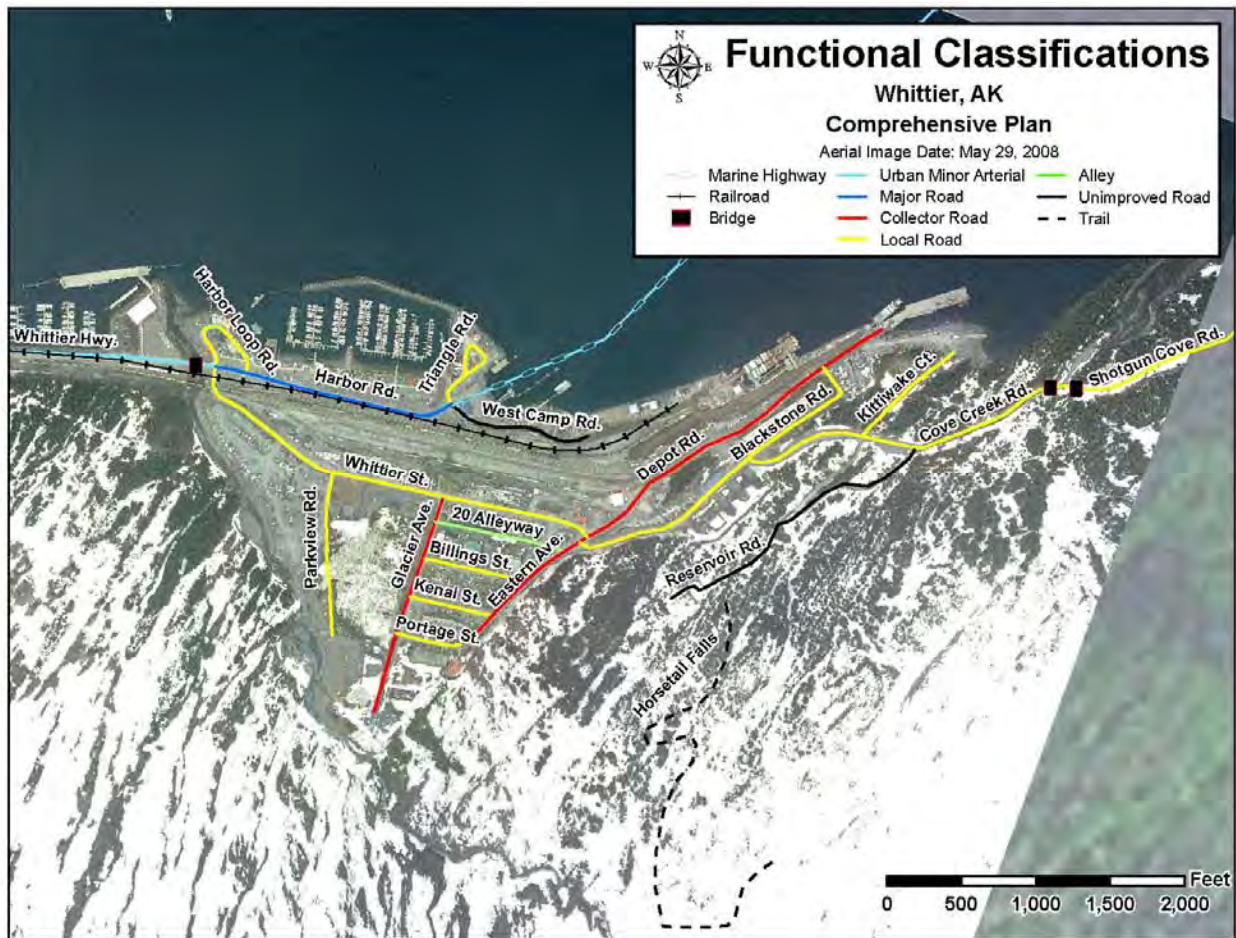 N
W E
S
Functional Classifications
Whittier, AK
Comprehensive Plan
Aerial Image Date: May 29, 2008
Marine Highway
Railroad
Bridge
Urban Minor Arterial
Major Road
Collector Road
Local Road
Alley
Unimproved Road
Trail
Harbor Loop Rd.
Whittier Hwy.
Harbor Rd.
Triangle Rd.
West Camp Rd.
Depot Rd.
Blackstone Rd.
Kittiwake Ct.
Cove Creek Rd.
Shotgun Cove Rd.
Whittier St.
Parkview Rd.
Glacier Ave.
20 Alleyway
Billings St.
Eastern Ave.
Kenai St.
Portage St.
Reservoir Rd.
Horsetail Falls
Feet
0 500 1,000 1,500 2,000